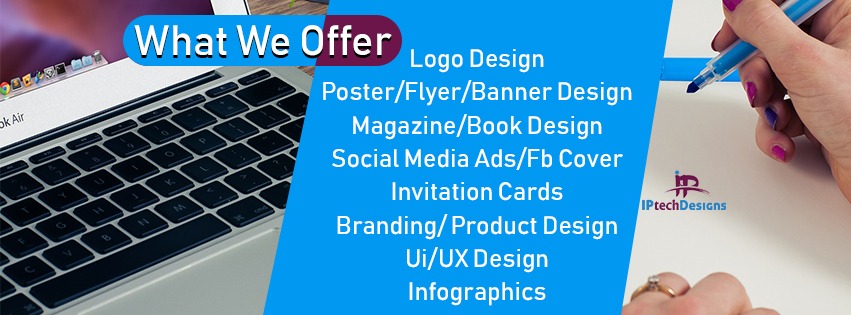 What We Offer
Logo Design
Poster/Flyer/Banner Design
Magazine/Book Design
Social Media Ads/Fb Cover
Invitation Cards
Branding/ Product Design
Ui/UX Design
Infographics
ok Air
IPtechDesigns